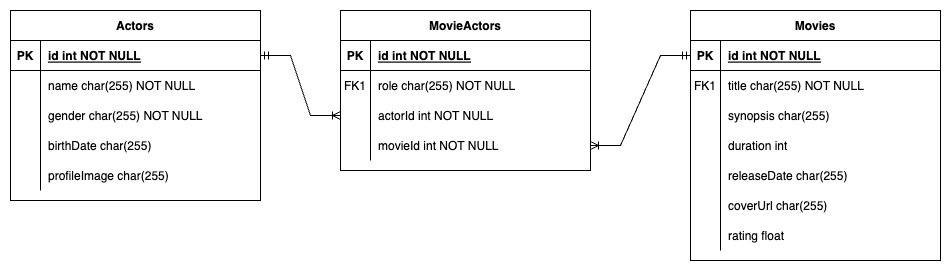 Actors
PK id int NOT NULL
name char(255) NOT NULL
gender char(255) NOT NULL
birthDate char(255)
profileImage char(255)
MovieActors
PK id int NOT NULL
FK1 role char(255) NOT NULL
actorId int NOT NULL
movieId int NOT NULL
Movies
PK id int NOT NULL
FK1 title char(255) NOT NULL
synopsis char(255)
duration int
releaseDate char(255)
coverUrl char(255)
rating float